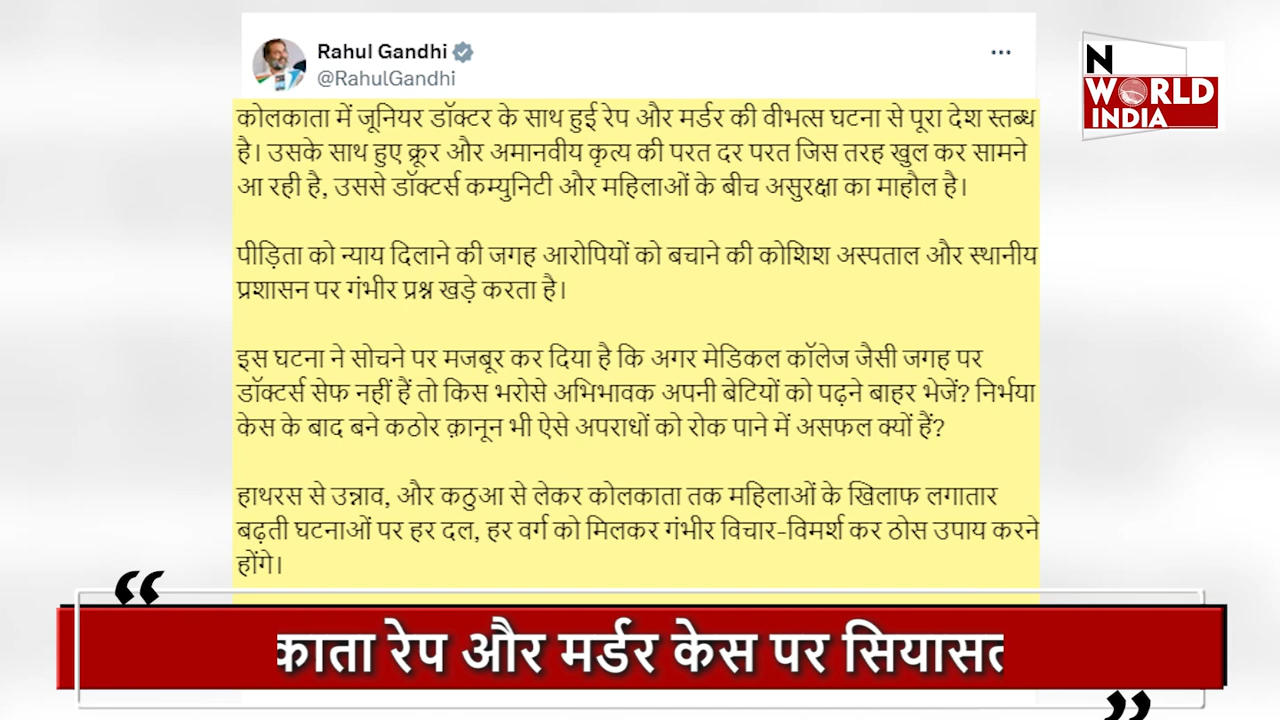 Rahul Gandhi
@RahulGandhi
N
WORLD
INDIA
कोलकाता में जूनियर डॉक्टर के साथ हुई रेप और मर्डर की वीभत्स घटना से पूरा देश स्तब्ध
है। उसके साथ हुए क्रूर और अमानवीय कृत्य की परत दर परत जिस तरह खुल कर सामने
आ रही है, उससे डॉक्टर्स कम्युनिटी और महिलाओं के बीच असुरक्षा का माहौल है।
पीड़िता को न्याय दिलाने की जगह आरोपियों को बचाने की कोशिश अस्पताल और स्थानीय
प्रशासन पर गंभीर प्रश्न खड़े करता है।
इस घटना ने सोचने पर मजबूर कर दिया है कि अगर मेडिकल कॉलेज जैसी जगह पर
डॉक्टर्स सेफ नहीं हैं तो किस भरोसे अभिभावक अपनी बेटियों को पढ़ने बाहर भेजें? निर्भया
केस के बाद बने कठोर क़ानून भी ऐसे अपराधों को रोक पाने में असफल क्यों हैं?
हाथरस से उन्नाव, और कठुआ से लेकर कोलकाता तक महिलाओं के खिलाफ लगातार
बढ़ती घटनाओं पर हर दल, हर वर्ग को मिलकर गंभीर विचार-विमर्श कर ठोस उपाय करने
होंगे।
काता रेप और मर्डर केस पर सियासत